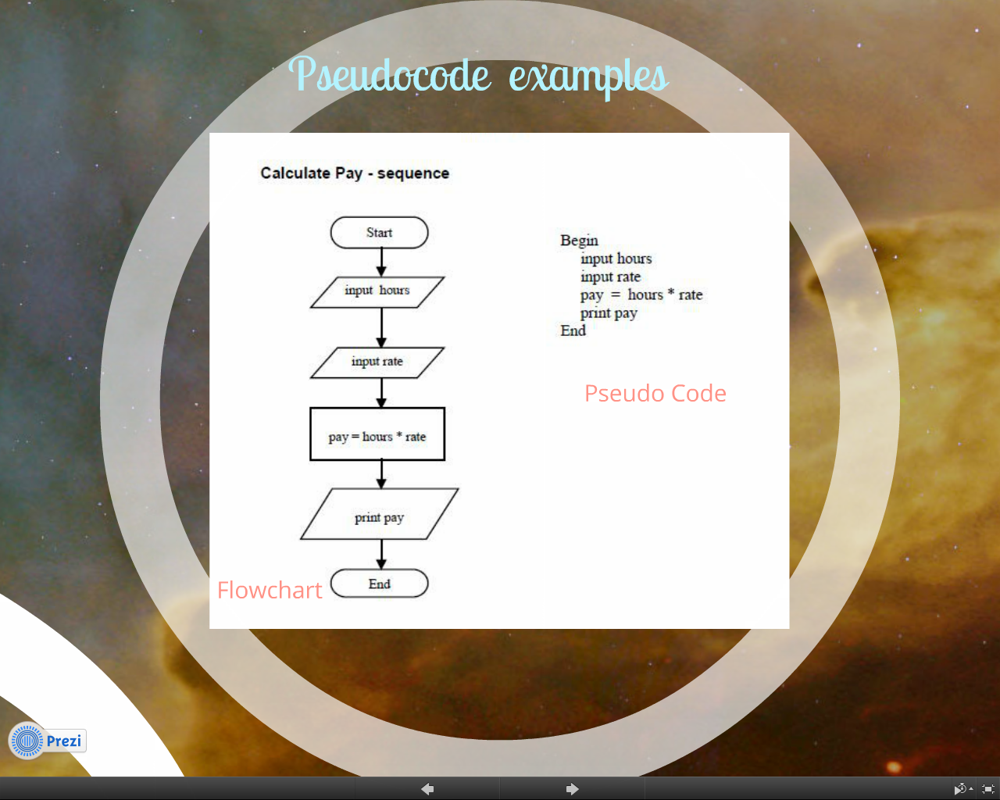 Pseudocode examples
Calculate Pay - sequence
Start
input hours
input rate
pay = hours * rate
print pay
End
Flowchart
Begin
input hours
input rate
pay = hours * rate
print pay
End
Pseudo Code
Prezi